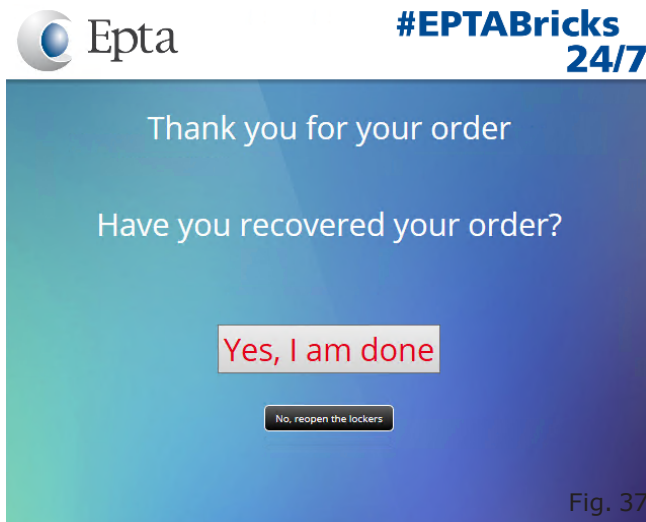 Epta
#EPTABricks
24/7
Thank you for your order
Have you recovered your order?
Yes, I am done
No, reopen the lockers
Fig. 37